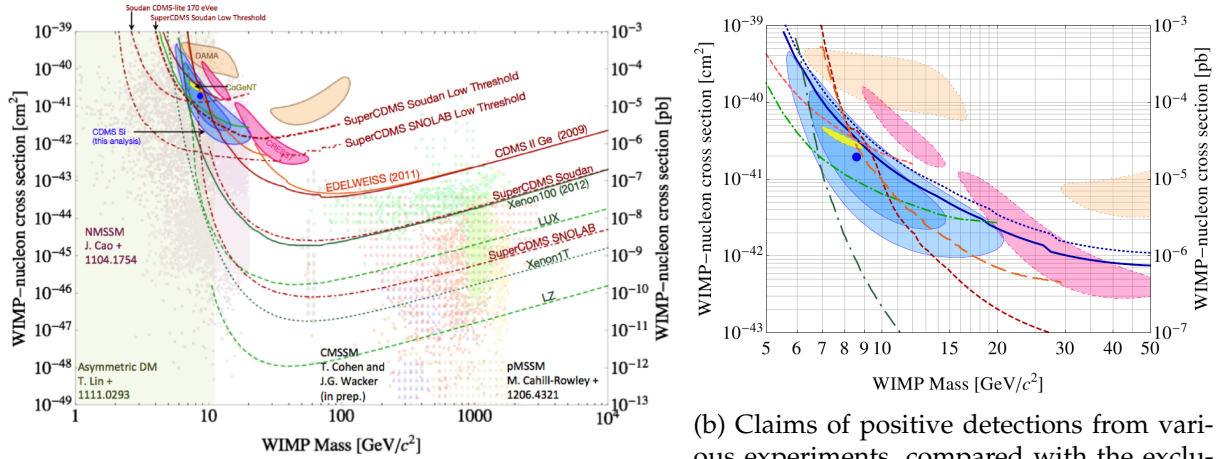 Soudan CDMS-lite 170 eVee
SuperCDMS Soudan Low Threshold
WIMP−nucleon cross section [cm²]
10⁻³⁹
10⁻⁴⁰
10⁻⁴¹
10⁻⁴²
10⁻⁴³
10⁻⁴⁴
10⁻⁴⁵
10⁻⁴⁶
10⁻⁴⁷
10⁻⁴⁸
10⁻⁴⁹
DAMA
CoGeNT
CDMS Si
(this analysis)
CRESST
SuperCDMS Soudan Low Threshold
SuperCDMS SNOLAB Low Threshold
CDMS II Ge (2009)
EDELWEISS (2011)
SuperCDMS Soudan
Xenon100 (2012)
LUX
SuperCDMS SNOLAB
Xenon1T
LZ
NMSSM
J. Cao +
1104.1754
Asymmetric DM
T. Lin +
1111.0293
CMSSM
T. Cohen and
J.G. Wacker
(in prep.)
pMSSM
M. Cahill-Rowley +
1206.4321
10⁻³
10⁻⁴
10⁻⁵
10⁻⁶
10⁻⁷
10⁻⁸
10⁻⁹
10⁻¹⁰
10⁻¹¹
10⁻¹²
10⁻¹³
WIMP−nucleon cross section [pb]
1 10 100 1000 10⁴
WIMP Mass [GeV/c²]
WIMP−nucleon cross section [cm²]
10⁻³⁹
10⁻⁴⁰
10⁻⁴¹
10⁻⁴²
10⁻⁴³
10⁻³
10⁻⁴
10⁻⁵
10⁻⁶
10⁻⁷
WIMP−nucleon cross section [pb]
5 6 7 8 9 10 20 30 40 50
WIMP Mass [GeV/c²]
(b) Claims of positive detections from vari-
ous experiments, compared with the exclu-